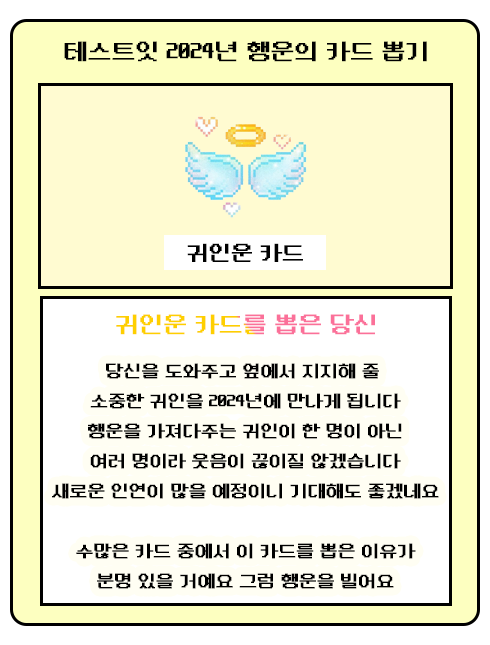 테스트잇 2024년 행운의 카드 뽑기
귀인운 카드
귀인운 카드를 뽑은 당신
당신을 도와주고 옆에서 지지해 줄
소중한 귀인을 2024년에 만나게 됩니다
행운을 가져다주는 귀인이 한 명이 아닌
여러 명이라 웃음이 끊이질 않겠습니다
새로운 인연이 많을 예정이니 기대해도 좋겠네요
수많은 카드 중에서 이 카드를 뽑은 이유가
분명 있을 거예요 그럼 행운을 빌어요